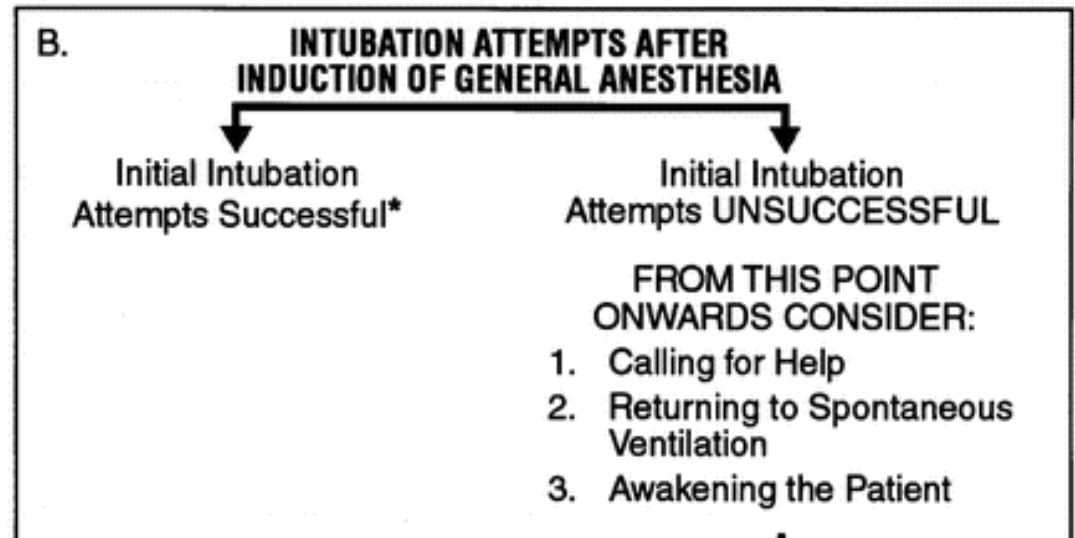 B.
INTUBATION ATTEMPTS AFTER
INDUCTION OF GENERAL ANESTHESIA
Initial Intubation
Attempts Successful*
Initial Intubation
Attempts UNSUCCESSFUL
FROM THIS POINT
ONWARDS CONSIDER:
1. Calling for Help
2. Returning to Spontaneous
Ventilation
3. Awakening the Patient